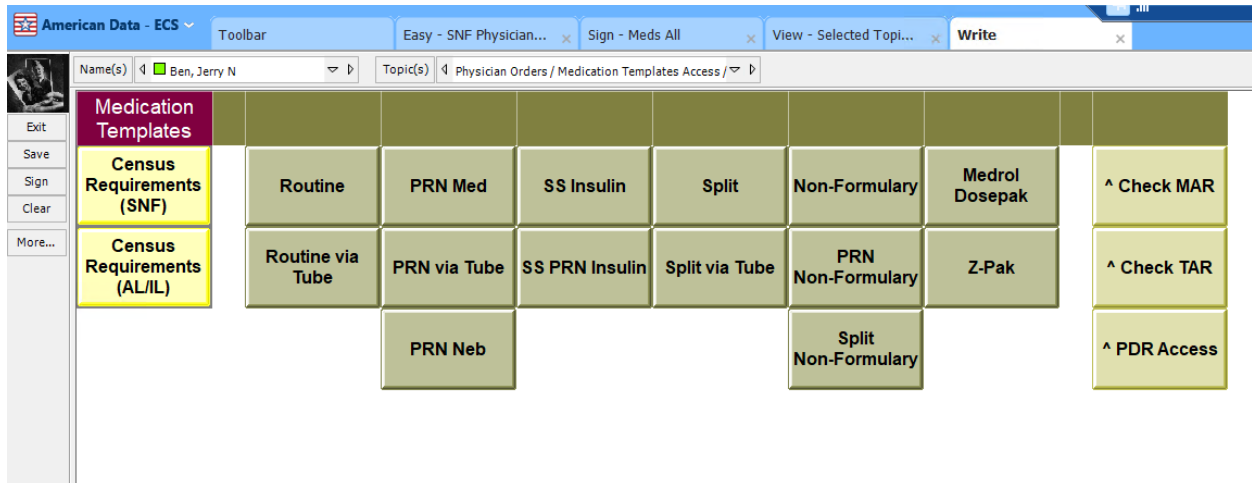 American Data - ECS
Toolbar
Easy - SNF Physician...
Sign - Meds All
View - Selected Topi...
Write
Name(s)
Ben, Jerry N
Topic(s)
Physician Orders / Medication Templates Access /
Exit
Save
Sign
Clear
More...
Medication
Templates
Census
Requirements
(SNF)
Routine
PRN Med
SS Insulin
Split
Non-Formulary
Medrol
Dosepak
^ Check MAR
Census
Requirements
(AL/IL)
Routine via
Tube
PRN via Tube
SS PRN Insulin
Split via Tube
PRN
Non-Formulary
Z-Pak
^ Check TAR
PRN Neb
Split
Non-Formulary
^ PDR Access